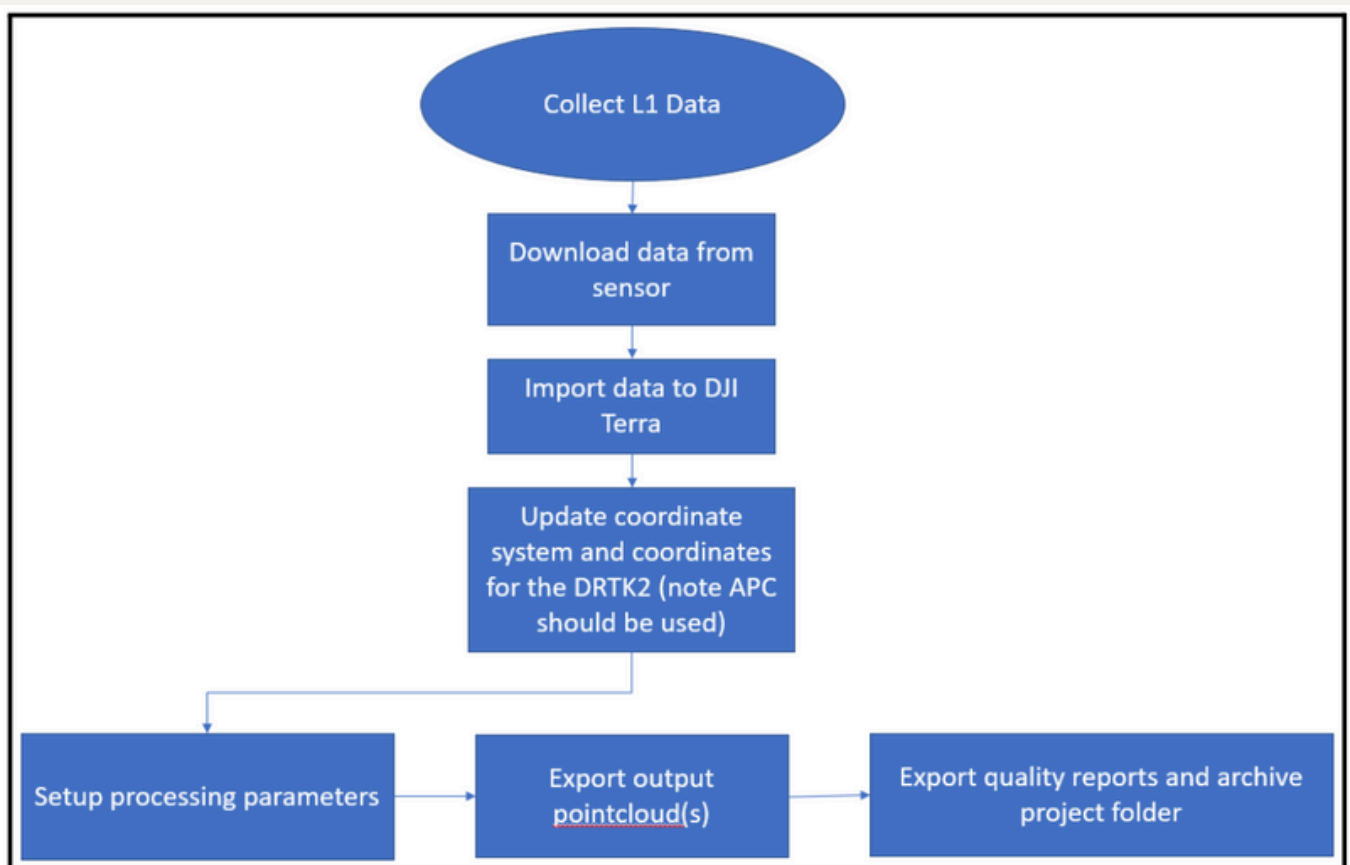 Collect L1 Data
Download data from
sensor
Import data to DJI
Terra
Update coordinate
system and coordinates
for the DRTK2 (note APC
should be used)
Setup processing parameters
Export output
pointcloud(s)
Export quality reports and archive
project folder